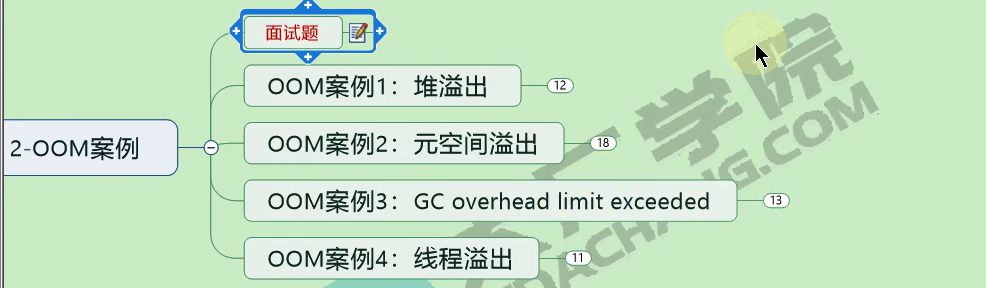 面试题
OOM案例1：堆溢出
12
2-OOM案例
OOM案例2：元空间溢出
18
OOM案例3：GC overhead limit exceeded
13
OOM案例4：线程溢出
11
学院
DACHANG.COM